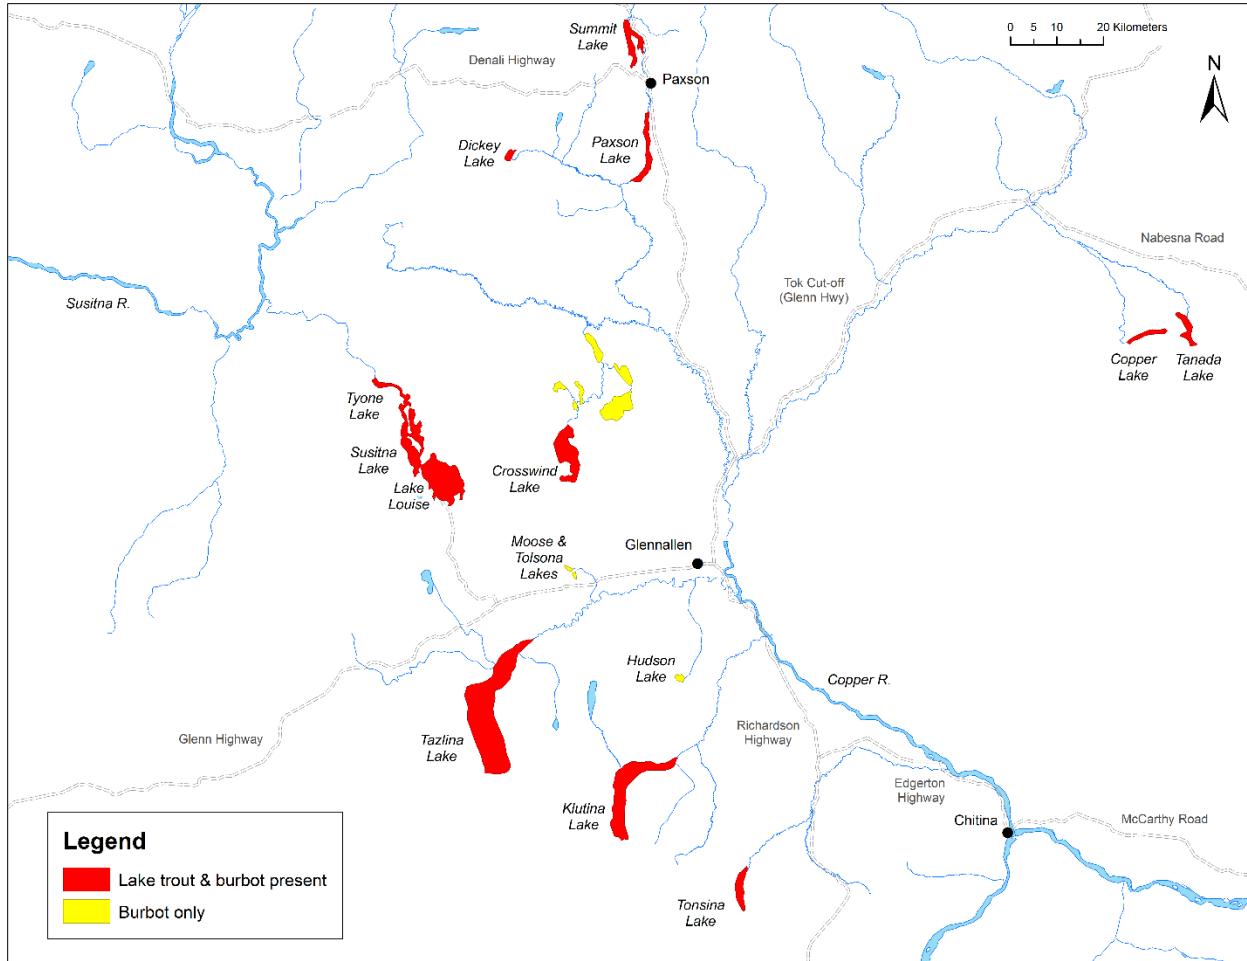 Summit
Lake
0 5 10 20 Kilometers
Denali Highway
Paxson
N
Dickey
Lake
Paxson
Lake
Nabesna Road
Tok Cut-off
(Glenn Hwy)
Susitna R.
Copper
Lake
Tanada
Lake
Tyone
Lake
Susitna
Lake
Lake
Louise
Crosswind
Lake
Moose &
Tolsona
Lakes
Glennallen
Hudson
Lake
Copper R.
Glenn Highway
Tazlina
Lake
Richardson
Highway
Klutina
Lake
Edgerton
Highway
Chitina
McCarthy Road
Tonsina
Lake
Legend
Lake trout & burbot present
Burbot only